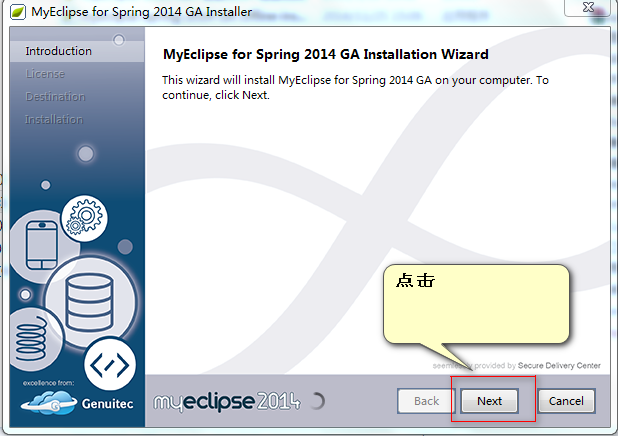 MyEclipse for Spring 2014 GA Installer
Introduction
License
Destination
Installation
MyEclipse for Spring 2014 GA Installation Wizard
This wizard will install MyEclipse for Spring 2014 GA on your computer. To
continue, click Next.
点击
provided by Secure Delivery Center
excellence from:
Genuitec
myeclipse 2014
Back
Next
Cancel